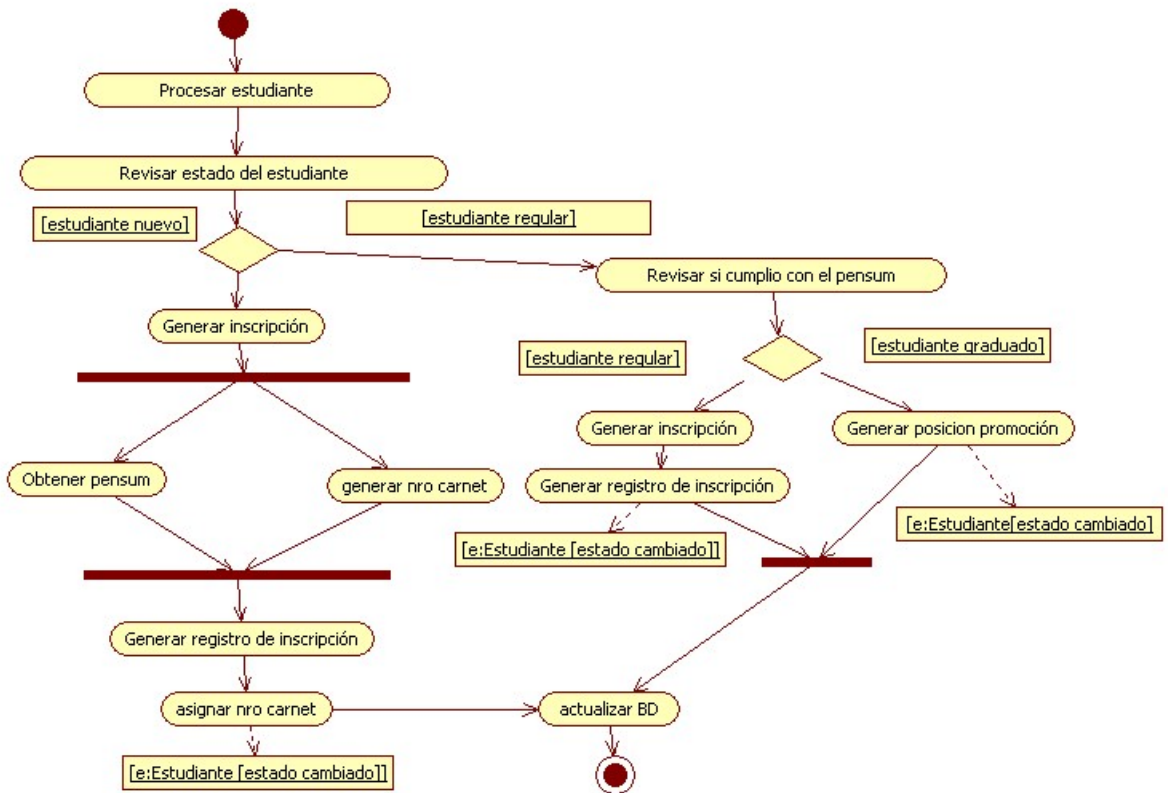 Procesar estudiante
Revisar estado del estudiante
[estudiante nuevo]
[estudiante regular]
Revisar si cumplio con el pensum
Generar inscripción
[estudiante regular]
[estudiante graduado]
Generar inscripción
Generar posicion promoción
Obtener pensum
generar nro carnet
Generar registro de inscripción
[e:Estudiante [estado cambiado]]
[e:Estudiante[estado cambiado]
Generar registro de inscripción
asignar nro carnet
actualizar BD
[e:Estudiante [estado cambiado]]